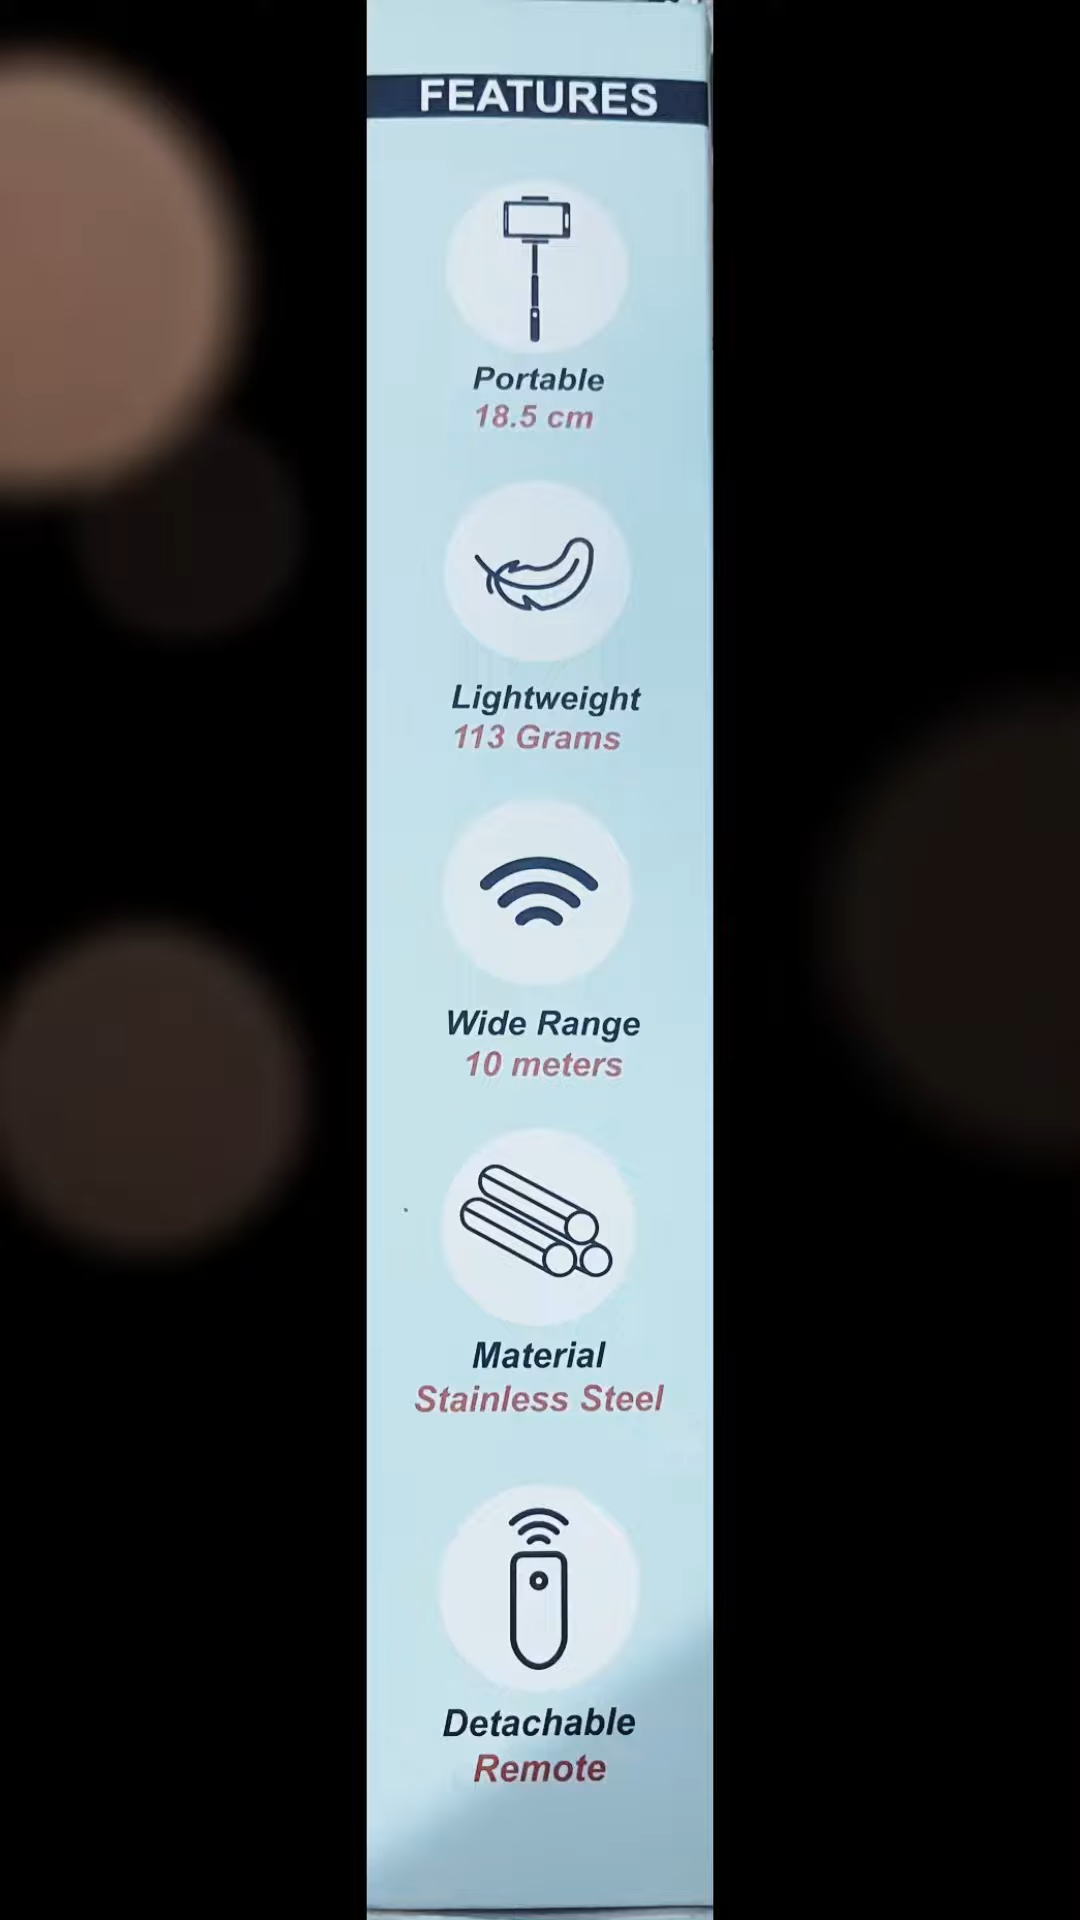 FEATURES
Portable
18.5 cm
Lightweight
113 Grams
Wide Range
10 meters
Material
Stainless Steel
Detachable
Remote